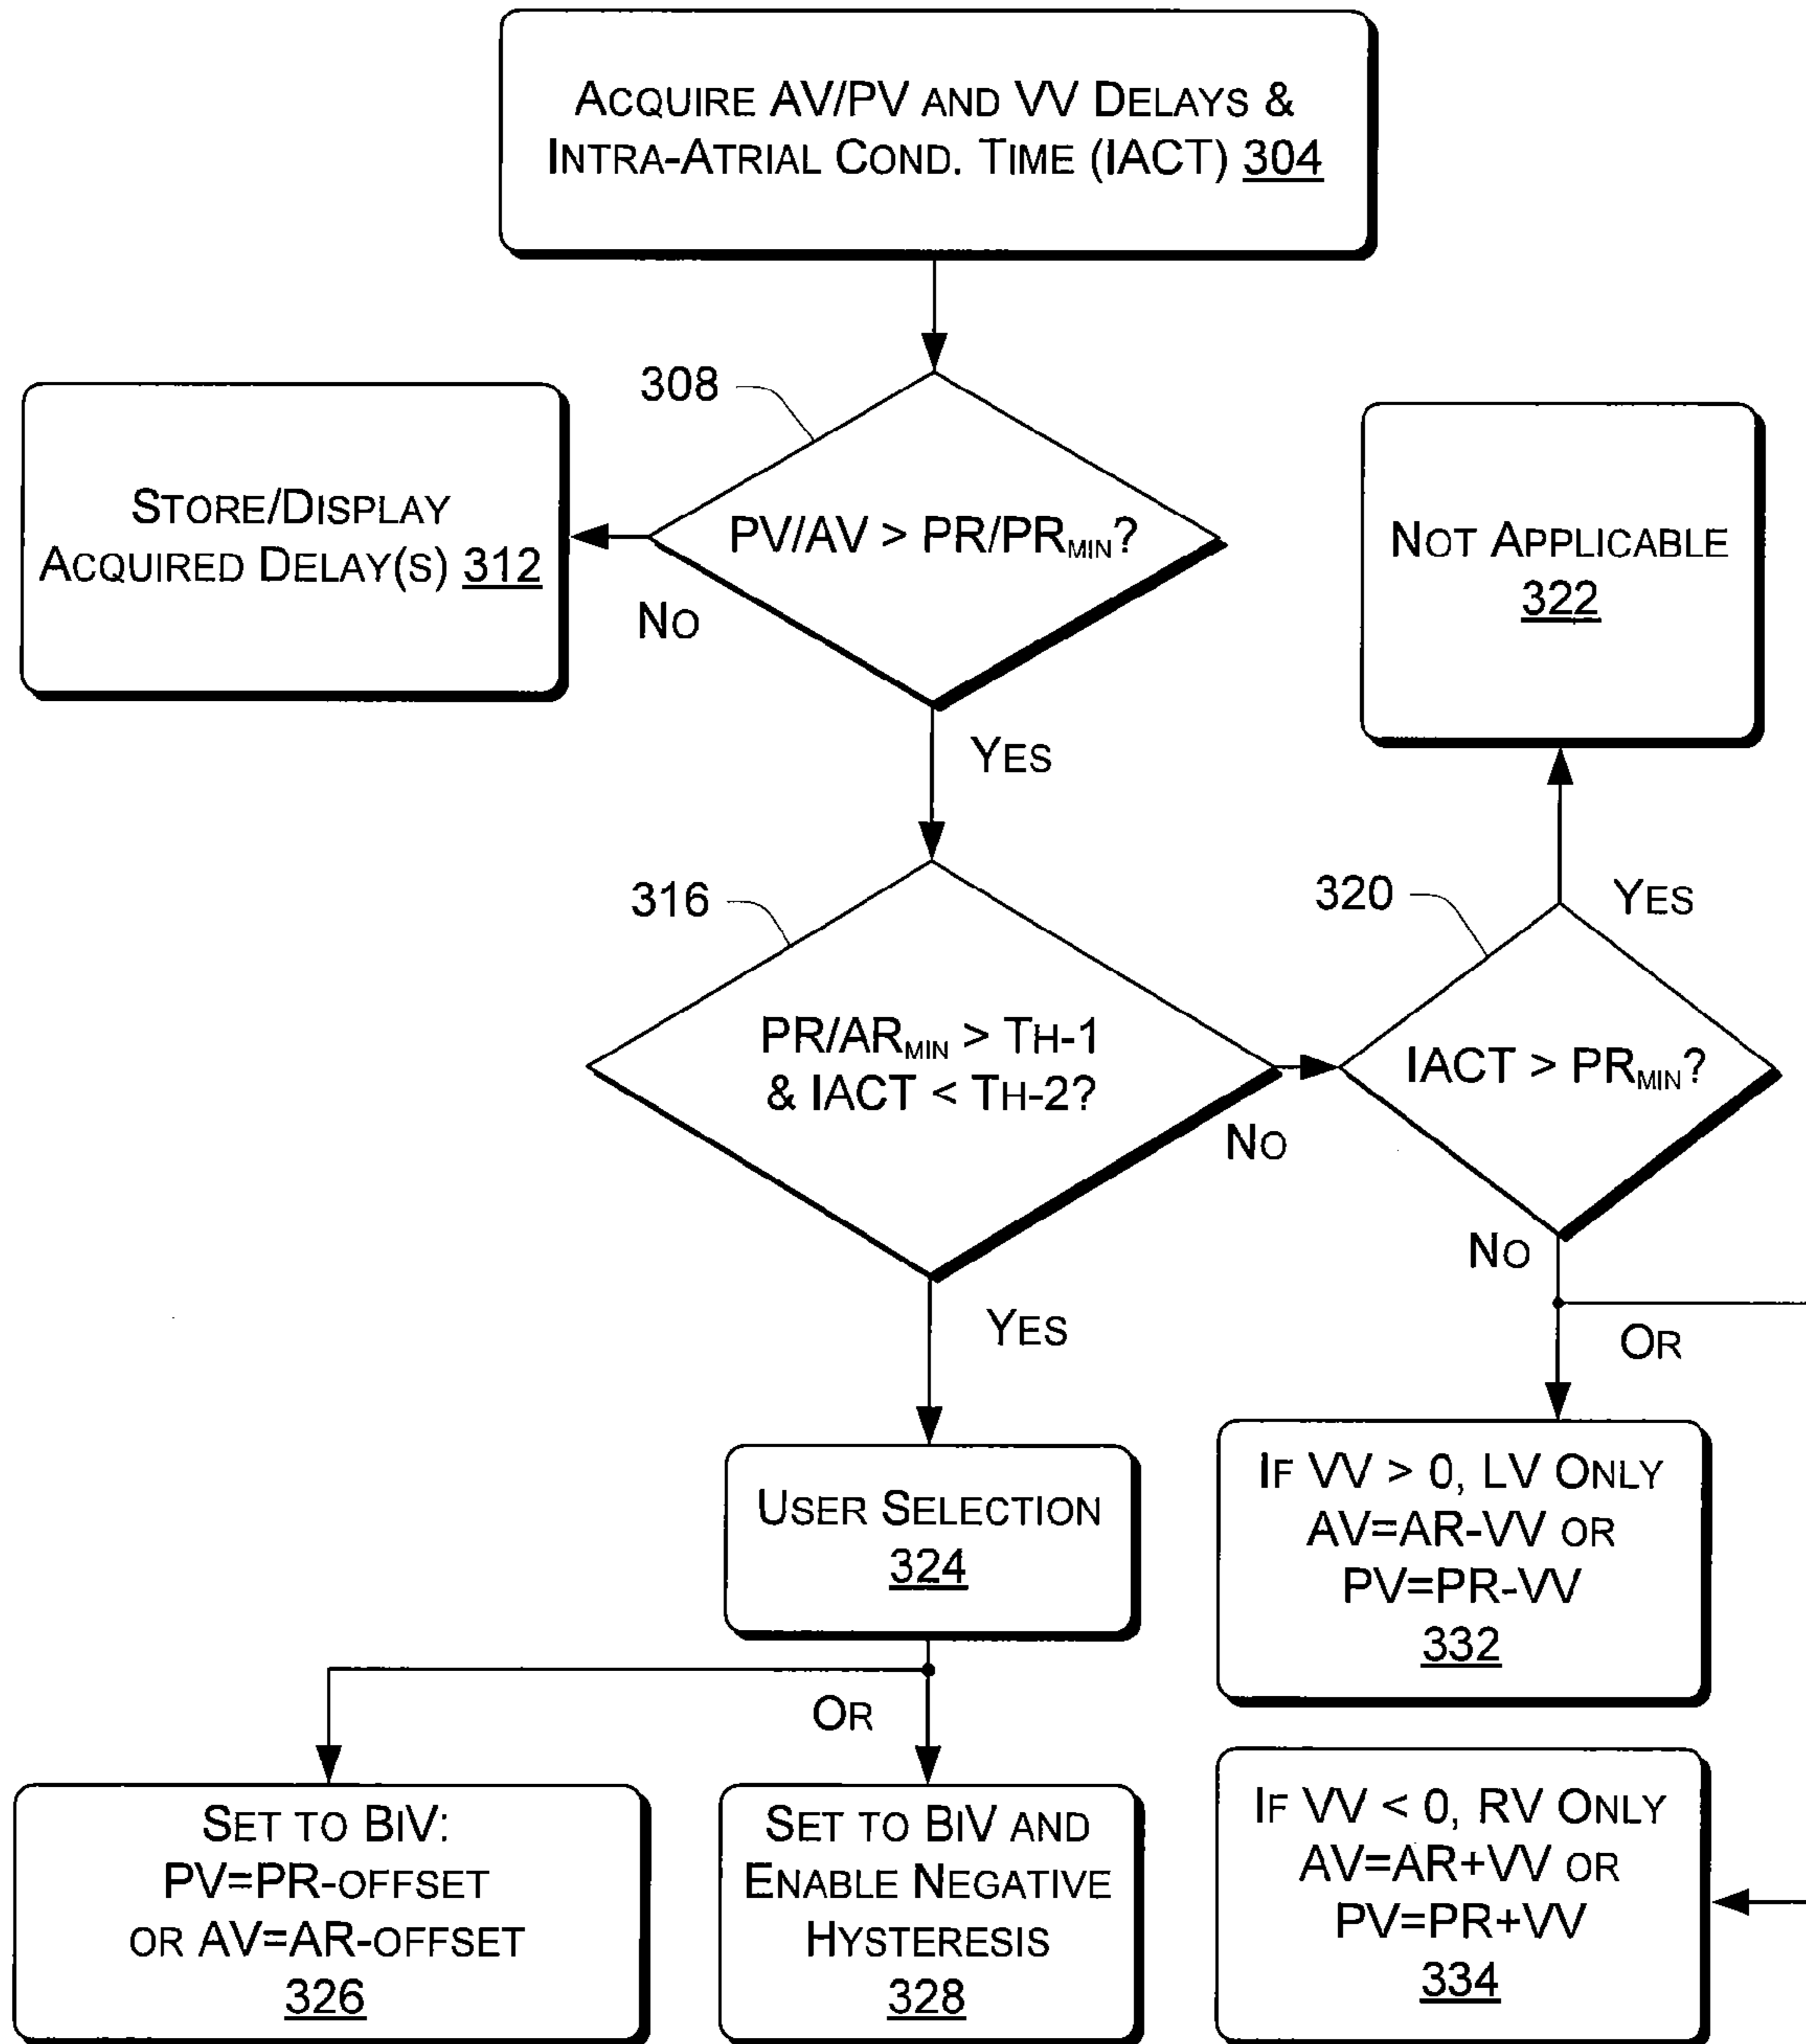 ACQUIRE AV/PV AND VV DELAYS &
INTRA-ATRIAL COND. TIME (IACT) 304
308
PV/AV > PR/PRMIN?
STORE/DISPLAY
ACQUIRED DELAY(S) 312
NO
YES
NOT APPLICABLE
322
316
PR/ARMIN > TH-1
& IACT < TH-2?
NO
YES
320
YES
IACT > PRMIN?
NO
OR
USER SELECTION
324
OR
IF VV > 0, LV ONLY
AV=AR-VV OR
PV=PR-VV
332
SET TO BIV:
PV=PR-OFFSET
OR AV=AR-OFFSET
326
SET TO BIV AND
ENABLE NEGATIVE
HYSTERESIS
328
IF VV < 0, RV ONLY
AV=AR+VV OR
PV=PR+VV
334